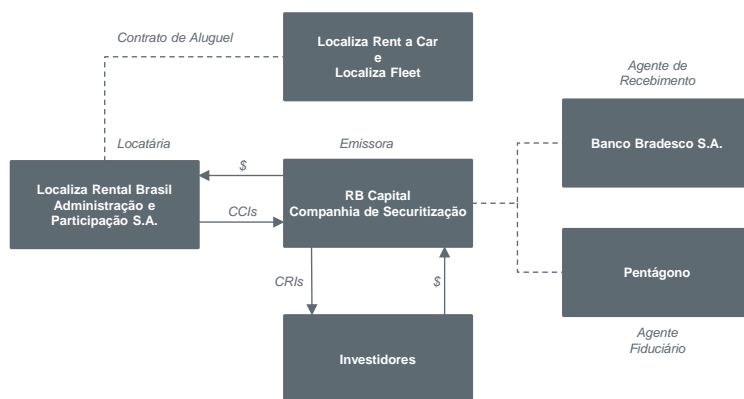 Contrato de Aluguel
Localiza Rent a Car
e
Localiza Fleet
Agente de
Recebimento
Locatária
Emissora
Banco Bradesco S.A.
Localiza Rental Brasil
Administração e
Participação S.A.
$
CCIs
RB Capital
Companhia de Securitização
CRIs
$
Pentágono
Agente
Fiduciário
Investidores